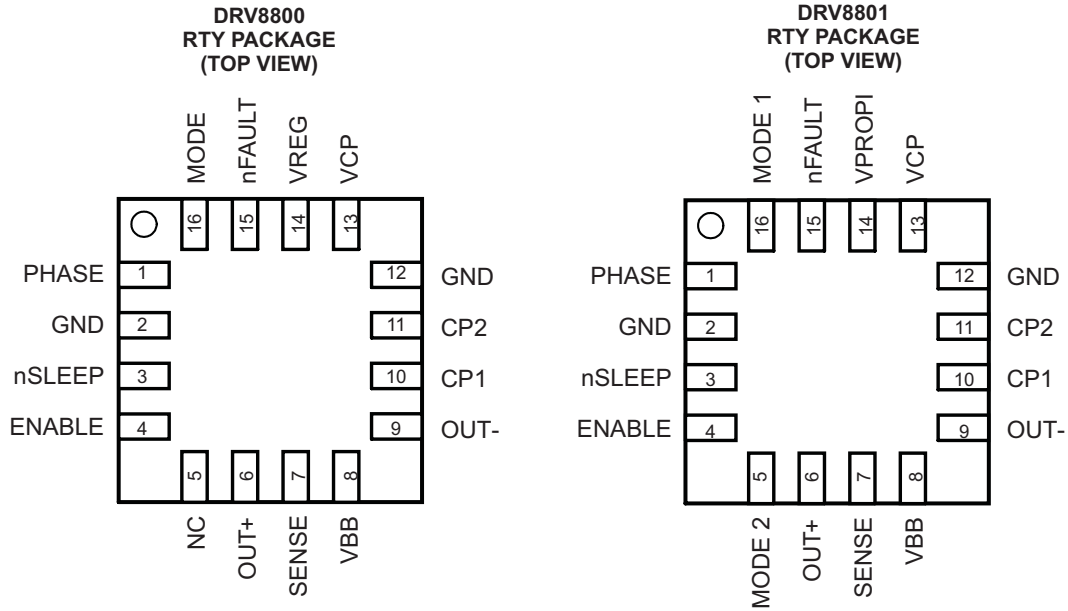 DRV8800
RTY PACKAGE
(TOP VIEW)
MODE
nFAULT
VREG
VCP
16
15
14
13
PHASE 1
GND 2
nSLEEP 3
ENABLE 4
12 GND
11 CP2
10 CP1
9 OUT-
5
6
7
8
NC
OUT+
SENSE
VBB
DRV8801
RTY PACKAGE
(TOP VIEW)
MODE 1
nFAULT
VPROPI
VCP
16
15
14
13
PHASE 1
GND 2
nSLEEP 3
ENABLE 4
12 GND
11 CP2
10 CP1
9 OUT-
5
6
7
8
MODE 2
OUT+
SENSE
VBB